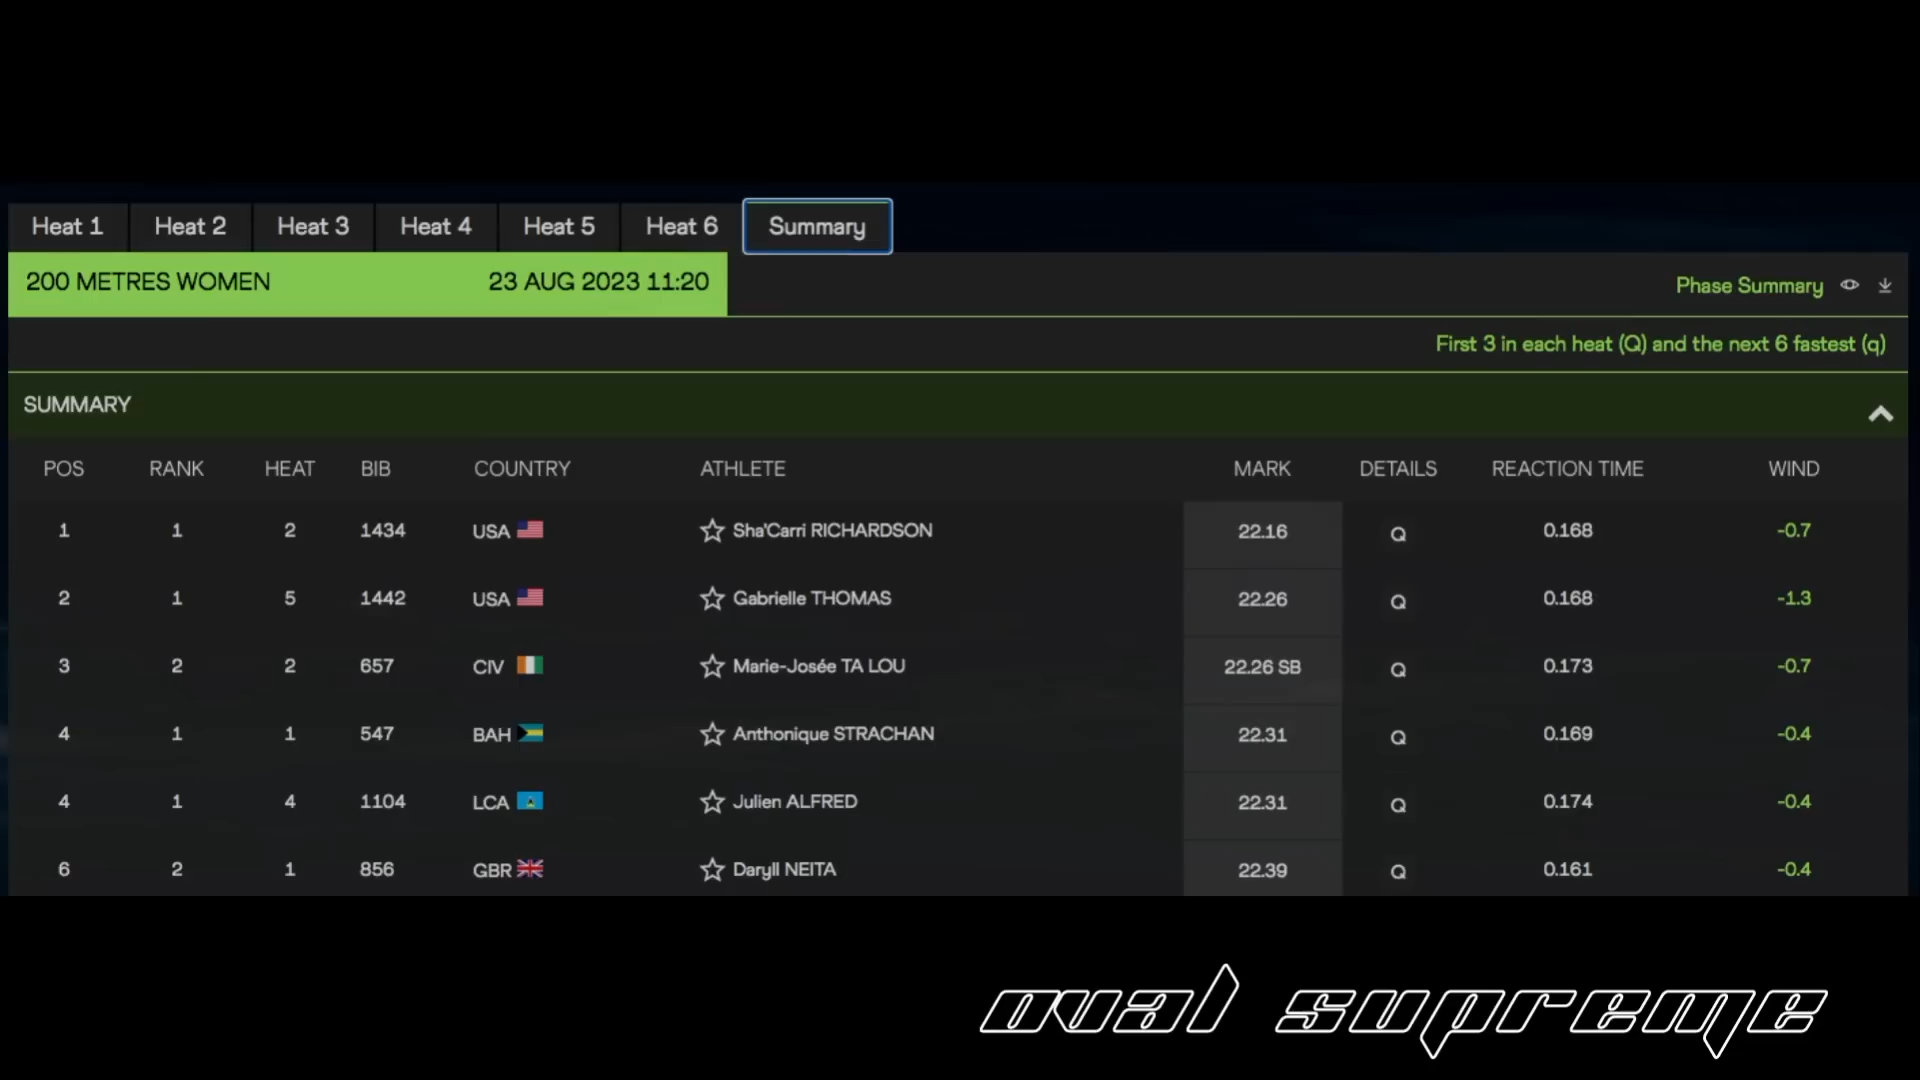 Heat 1 Heat 2 Heat 3 Heat 4 Heat 5 Heat 6 Summary
200 METRES WOMEN 23 AUG 2023 11:20 Phase Summary
First 3 in each heat (Q) and the next 6 fastest (q)
SUMMARY
POS RANK HEAT BIB COUNTRY ATHLETE MARK DETAILS REACTION TIME WIND
1 1 2 1434 USA Sha'Carri RICHARDSON 22.16 Q 0.168 -0.7
2 1 5 1442 USA Gabrielle THOMAS 22.26 Q 0.168 -1.3
3 2 2 657 CIV Marie-Josée TA LOU 22.26 SB Q 0.173 -0.7
4 1 1 547 BAH Anthonique STRACHAN 22.31 Q 0.169 -0.4
4 1 4 1104 LCA Julien ALFRED 22.31 Q 0.174 -0.4
6 2 1 856 GBR Daryll NEITA 22.39 Q 0.161 -0.4
oval supreme